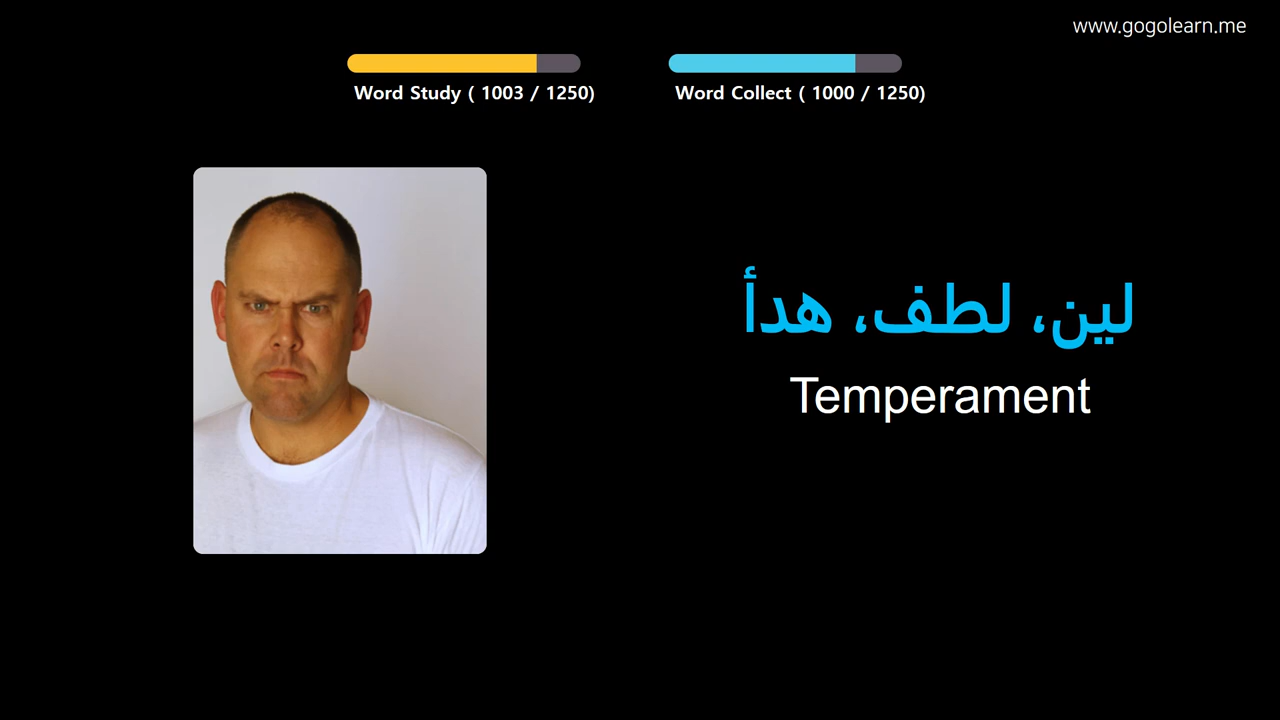 www.gogolearn.me
Word Study ( 1003 / 1250)
Word Collect ( 1000 / 1250)
لين، لطف، هدأ
Temperament